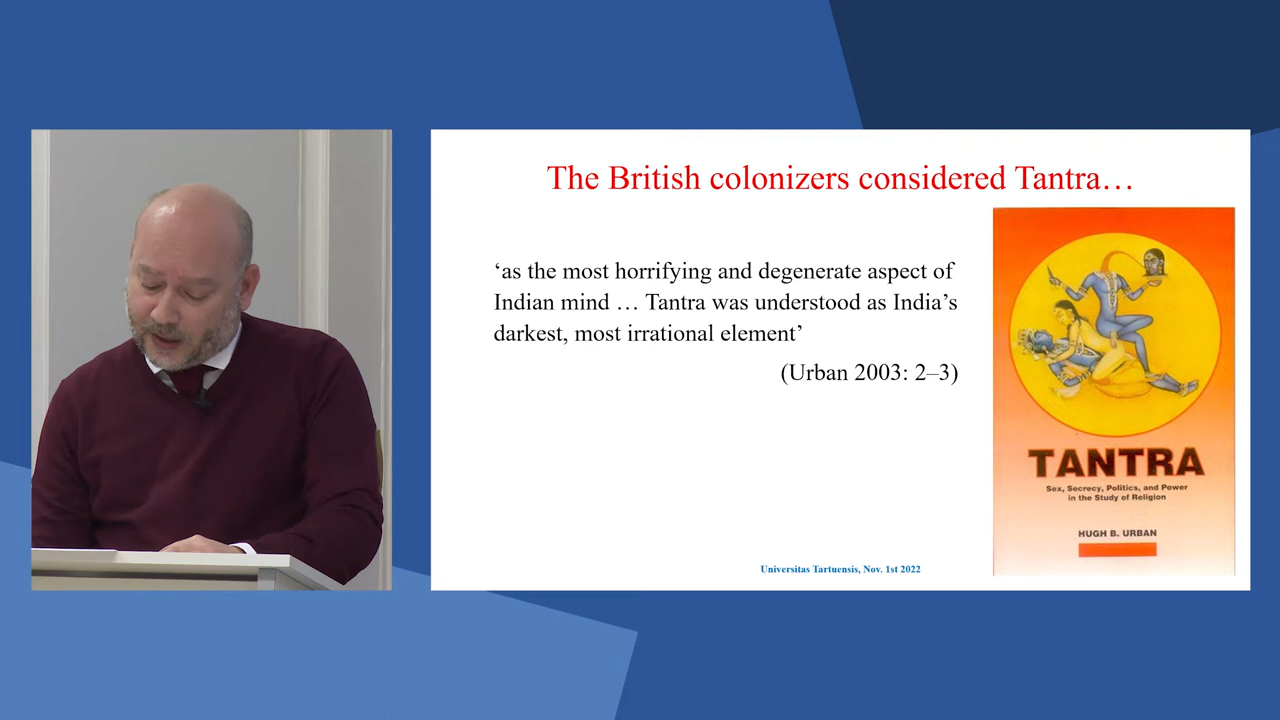 The British colonizers considered Tantra…
‘as the most horrifying and degenerate aspect of
Indian mind … Tantra was understood as India’s
darkest, most irrational element’
(Urban 2003: 2–3)
TANTRA
Sex, Secrecy, Politics, and Power
in the Study of Religion
HUGH B. URBAN
Universitas Tartuensis, Nov. 1st 2022